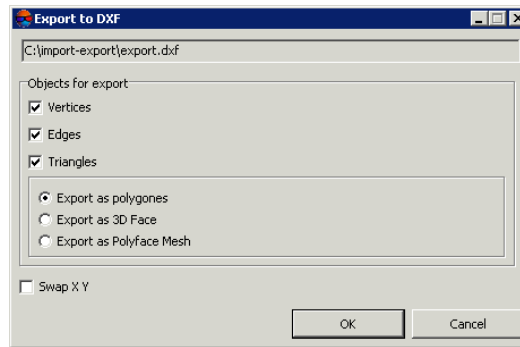 Export to DXF
C:\import-export\export.dxf
Objects for export
Vertices
Edges
Triangles
Export as polygones
Export as 3D Face
Export as Polyface Mesh
Swap X Y
OK
Cancel